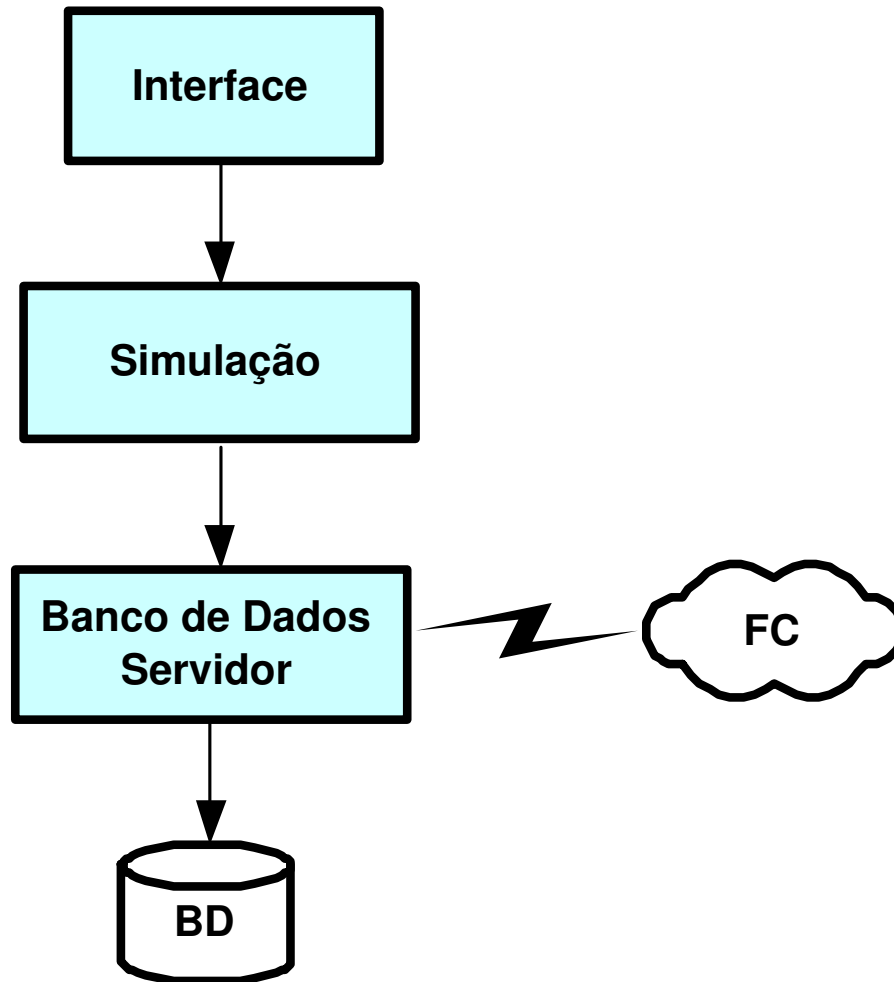 Interface
Simulação
Banco de Dados
Servidor
FC
BD